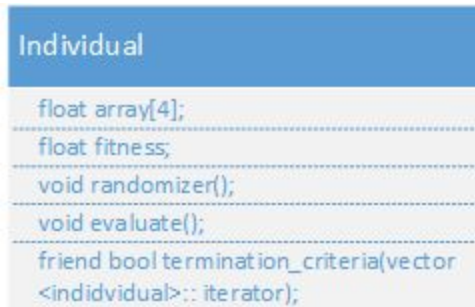 Individual
float array[4];
float fitness;
void randomizer();
void evaluate();
friend bool termination_criteria(vector
<indidvidual>:: iterator);